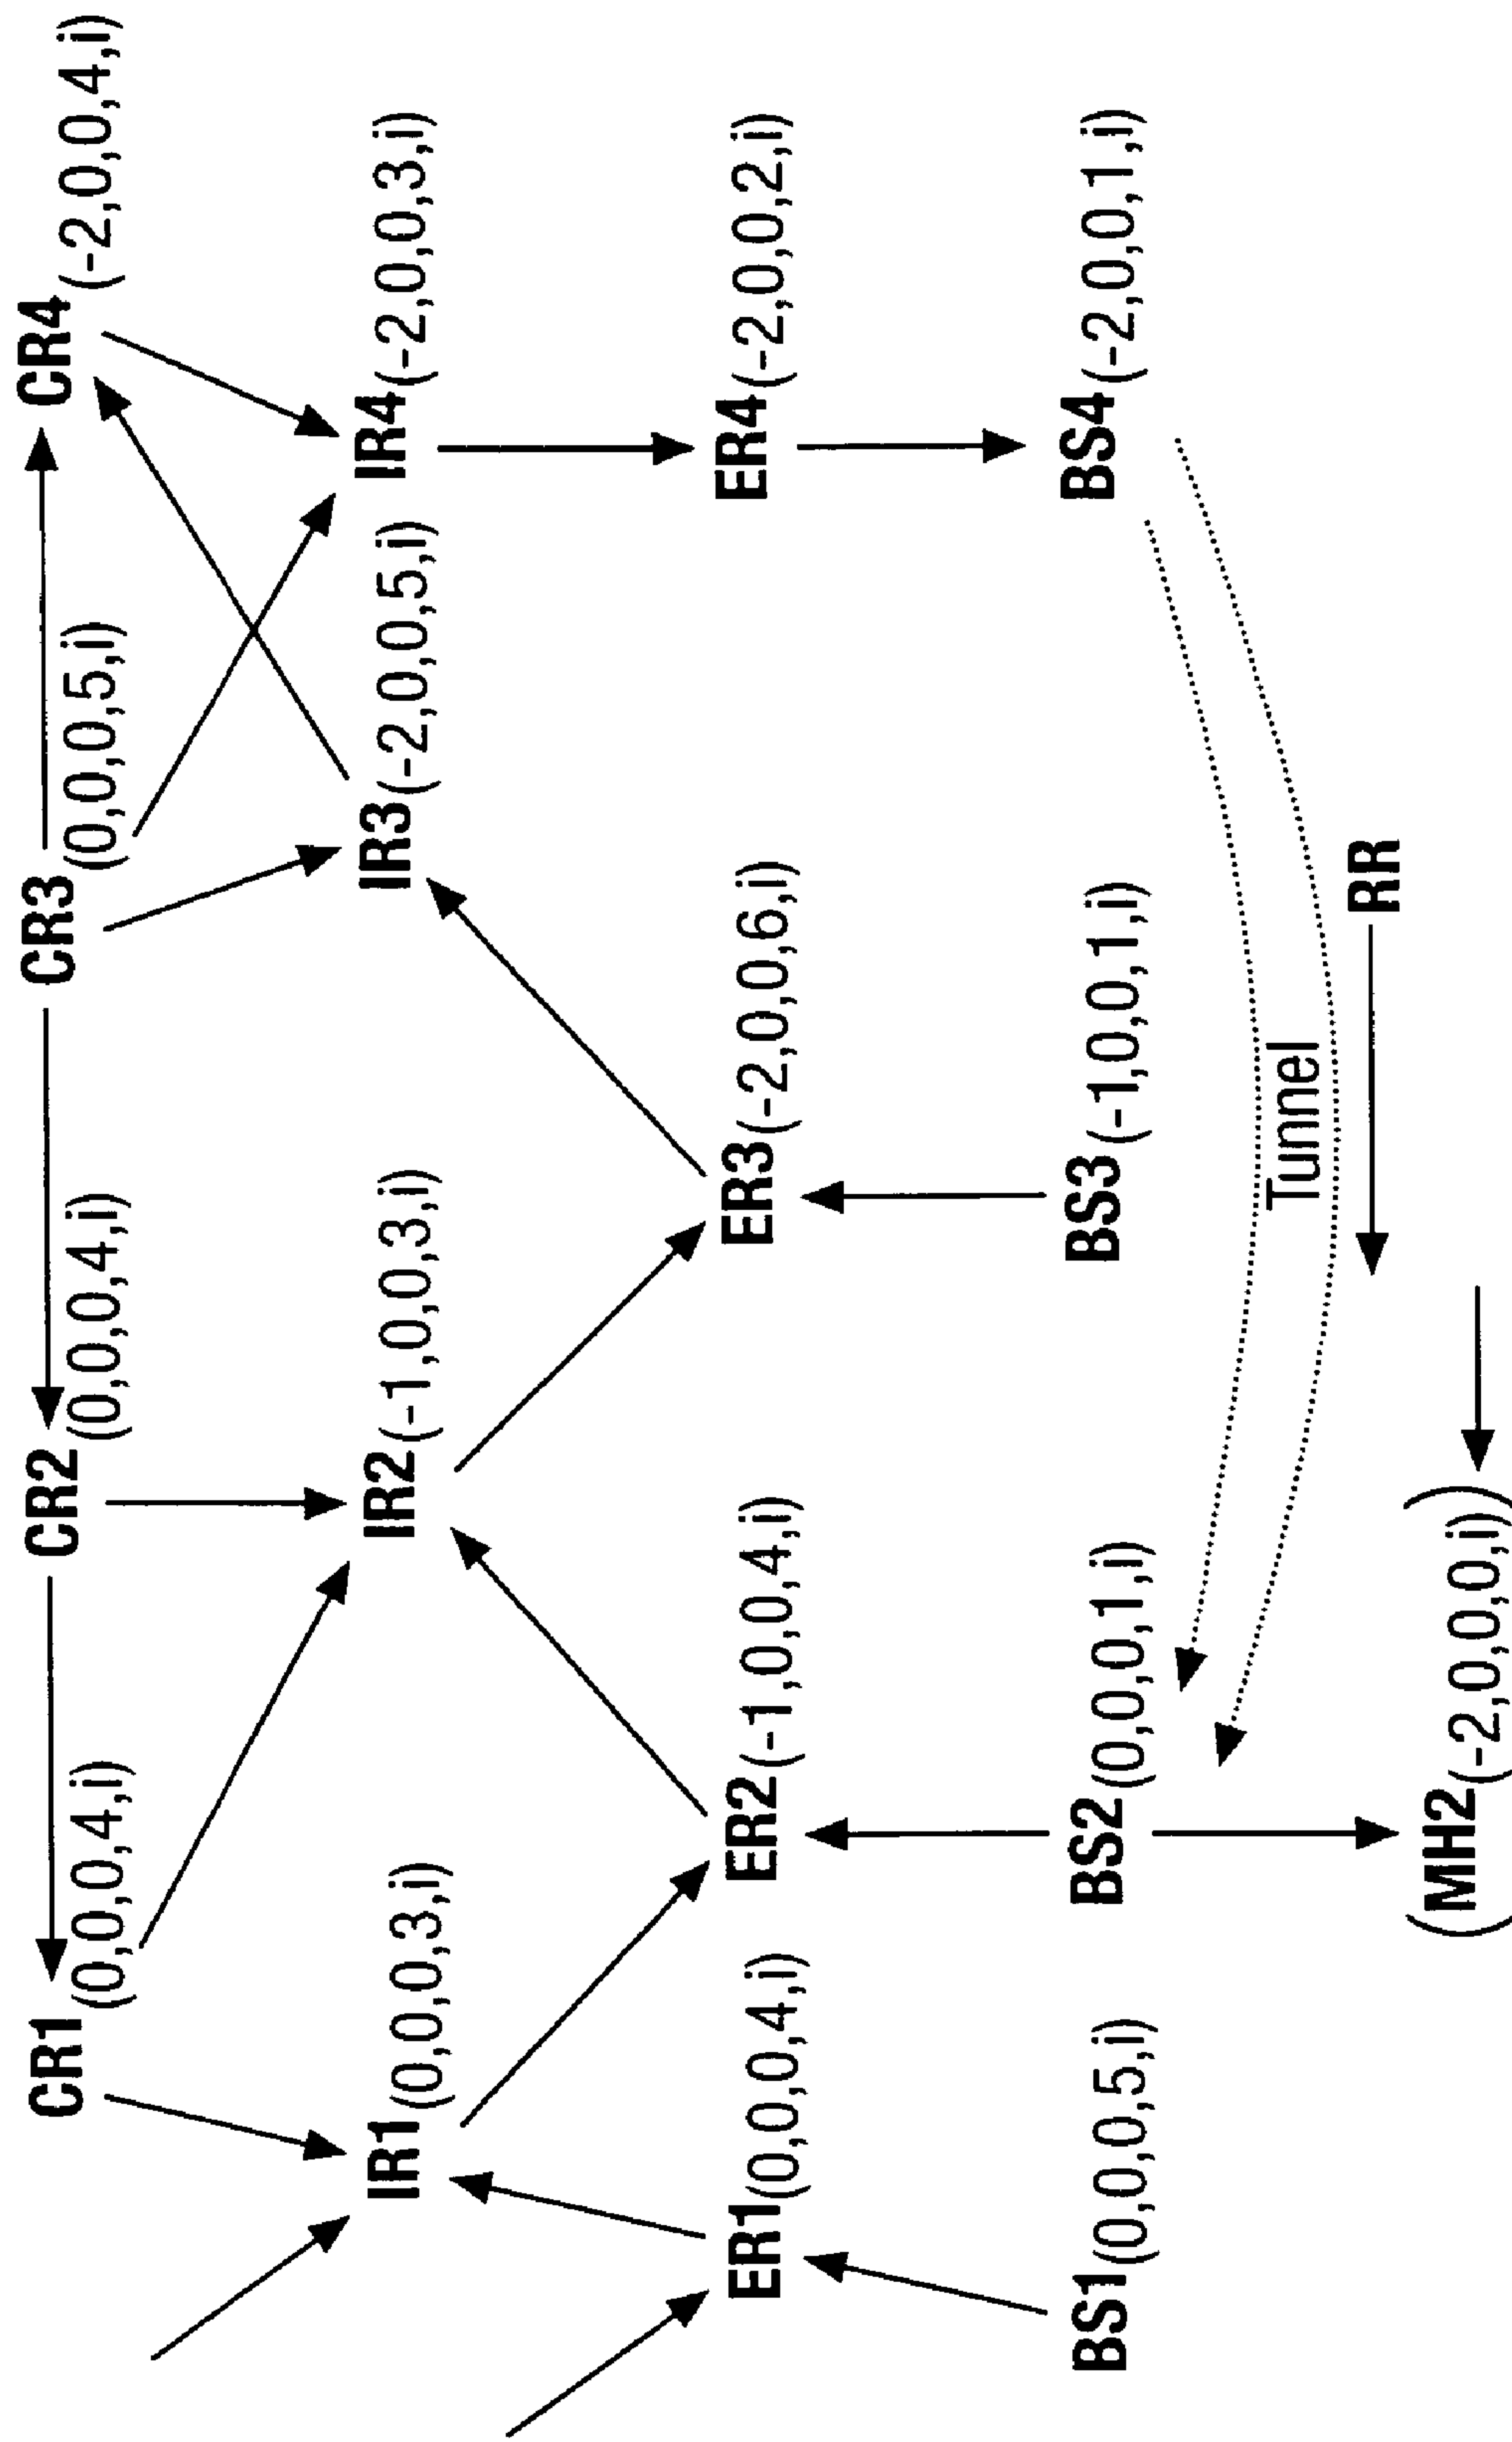 CR1 (0,0,0,4,i)
CR2 (0,0,0,4,i)
CR3 (0,0,0,5,i)
CR4 (-2,0,0,4,i)
IR1 (0,0,0,3,i)
IR2 (-1,0,0,3,i)
IR3 (-2,0,0,5,i)
IR4 (-2,0,0,3,i)
ER1 (0,0,0,4,i)
ER2 (-1,0,0,4,i)
ER3 (-2,0,0,6,i)
ER4 (-2,0,0,2,i)
BS1 (0,0,0,5,i)
BS2 (0,0,0,1,i)
BS3 (-1,0,0,1,i)
BS4 (-2,0,0,1,i)
Tunnel
RR
(MH2 (-2,0,0,0,i))